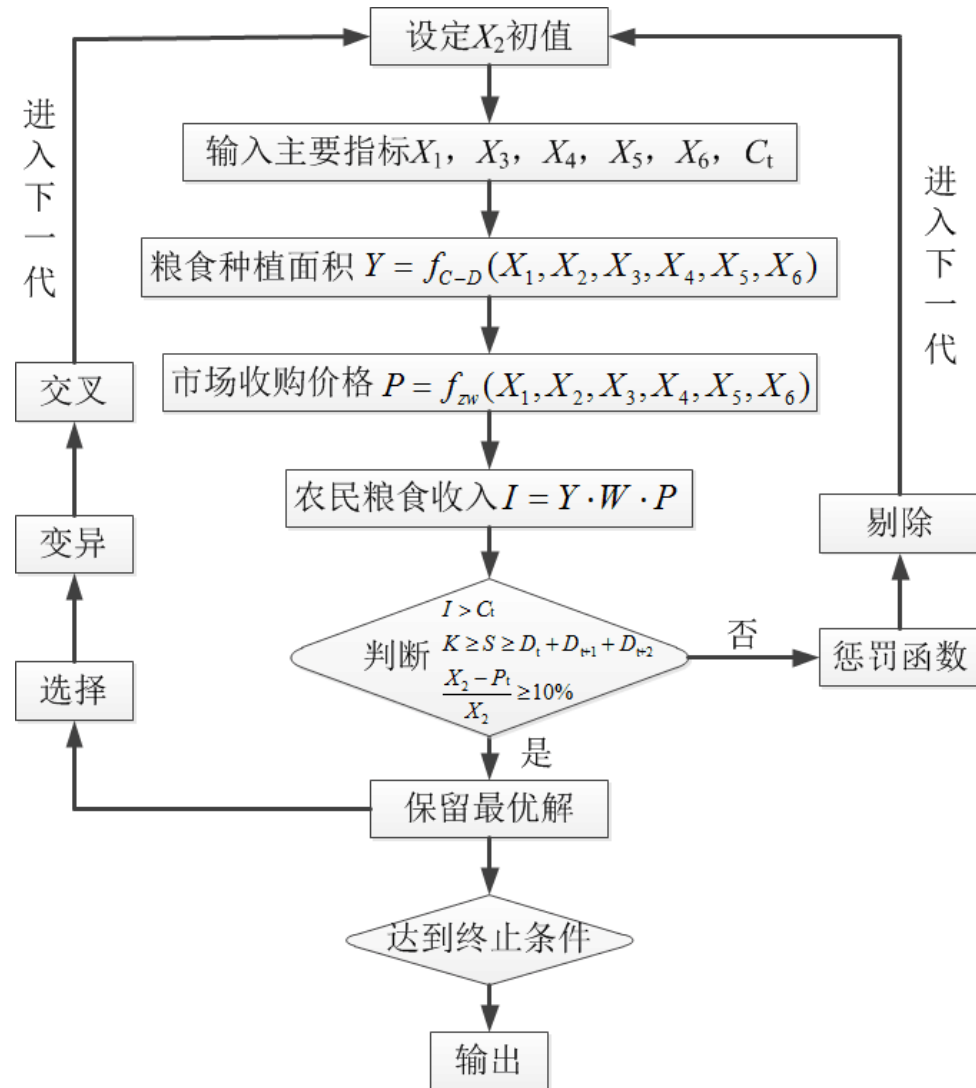 设定X₂初值
输入主要指标X₁，X₃，X₄，X₅，X₆，Cₜ
粮食种植面积 Y = f_{C-D}(X₁,X₂,X₃,X₄,X₅,X₆)
市场收购价格 P = f_{zw}(X₁,X₂,X₃,X₄,X₅,X₆)
农民粮食收入 I = Y·W·P
判断
I > Cₜ
K ≥ S ≥ Dₜ + Dₜ₊₁ + Dₜ₊₂
(X₂ − Pₜ)/X₂ ≥10%
否
惩罚函数
剔除
进入下一代
是
保留最优解
选择
变异
交叉
进入下一代
达到终止条件
输出